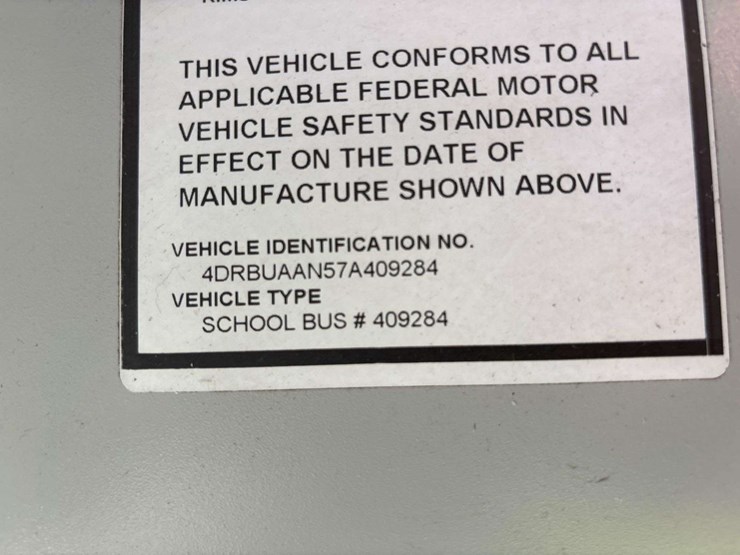 THIS VEHICLE CONFORMS TO ALL
APPLICABLE FEDERAL MOTOR
VEHICLE SAFETY STANDARDS IN
EFFECT ON THE DATE OF
MANUFACTURE SHOWN ABOVE.
VEHICLE IDENTIFICATION NO.
4DRBUAAN57A409284
VEHICLE TYPE
SCHOOL BUS # 409284